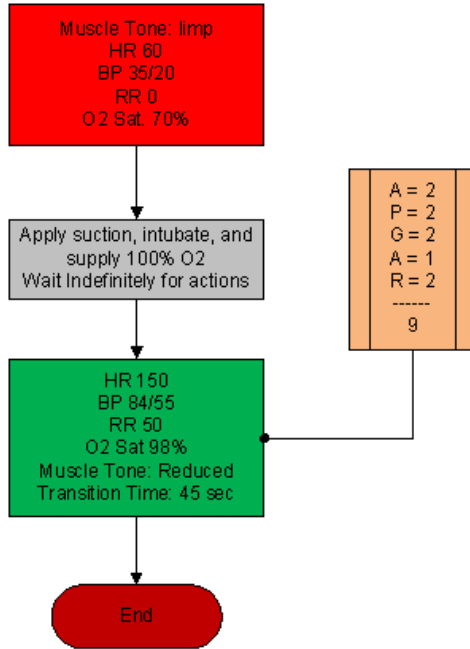 Muscle Tone: limp
HR 60
BP 35/20
RR 0
O2 Sat. 70%
Apply suction, intubate, and
supply 100% O2
Wait Indefinitely for actions
A = 2
P = 2
G = 2
A = 1
R = 2
------
9
HR 150
BP 84/55
RR 50
O2 Sat 98%
Muscle Tone: Reduced
Transition Time: 45 sec
End